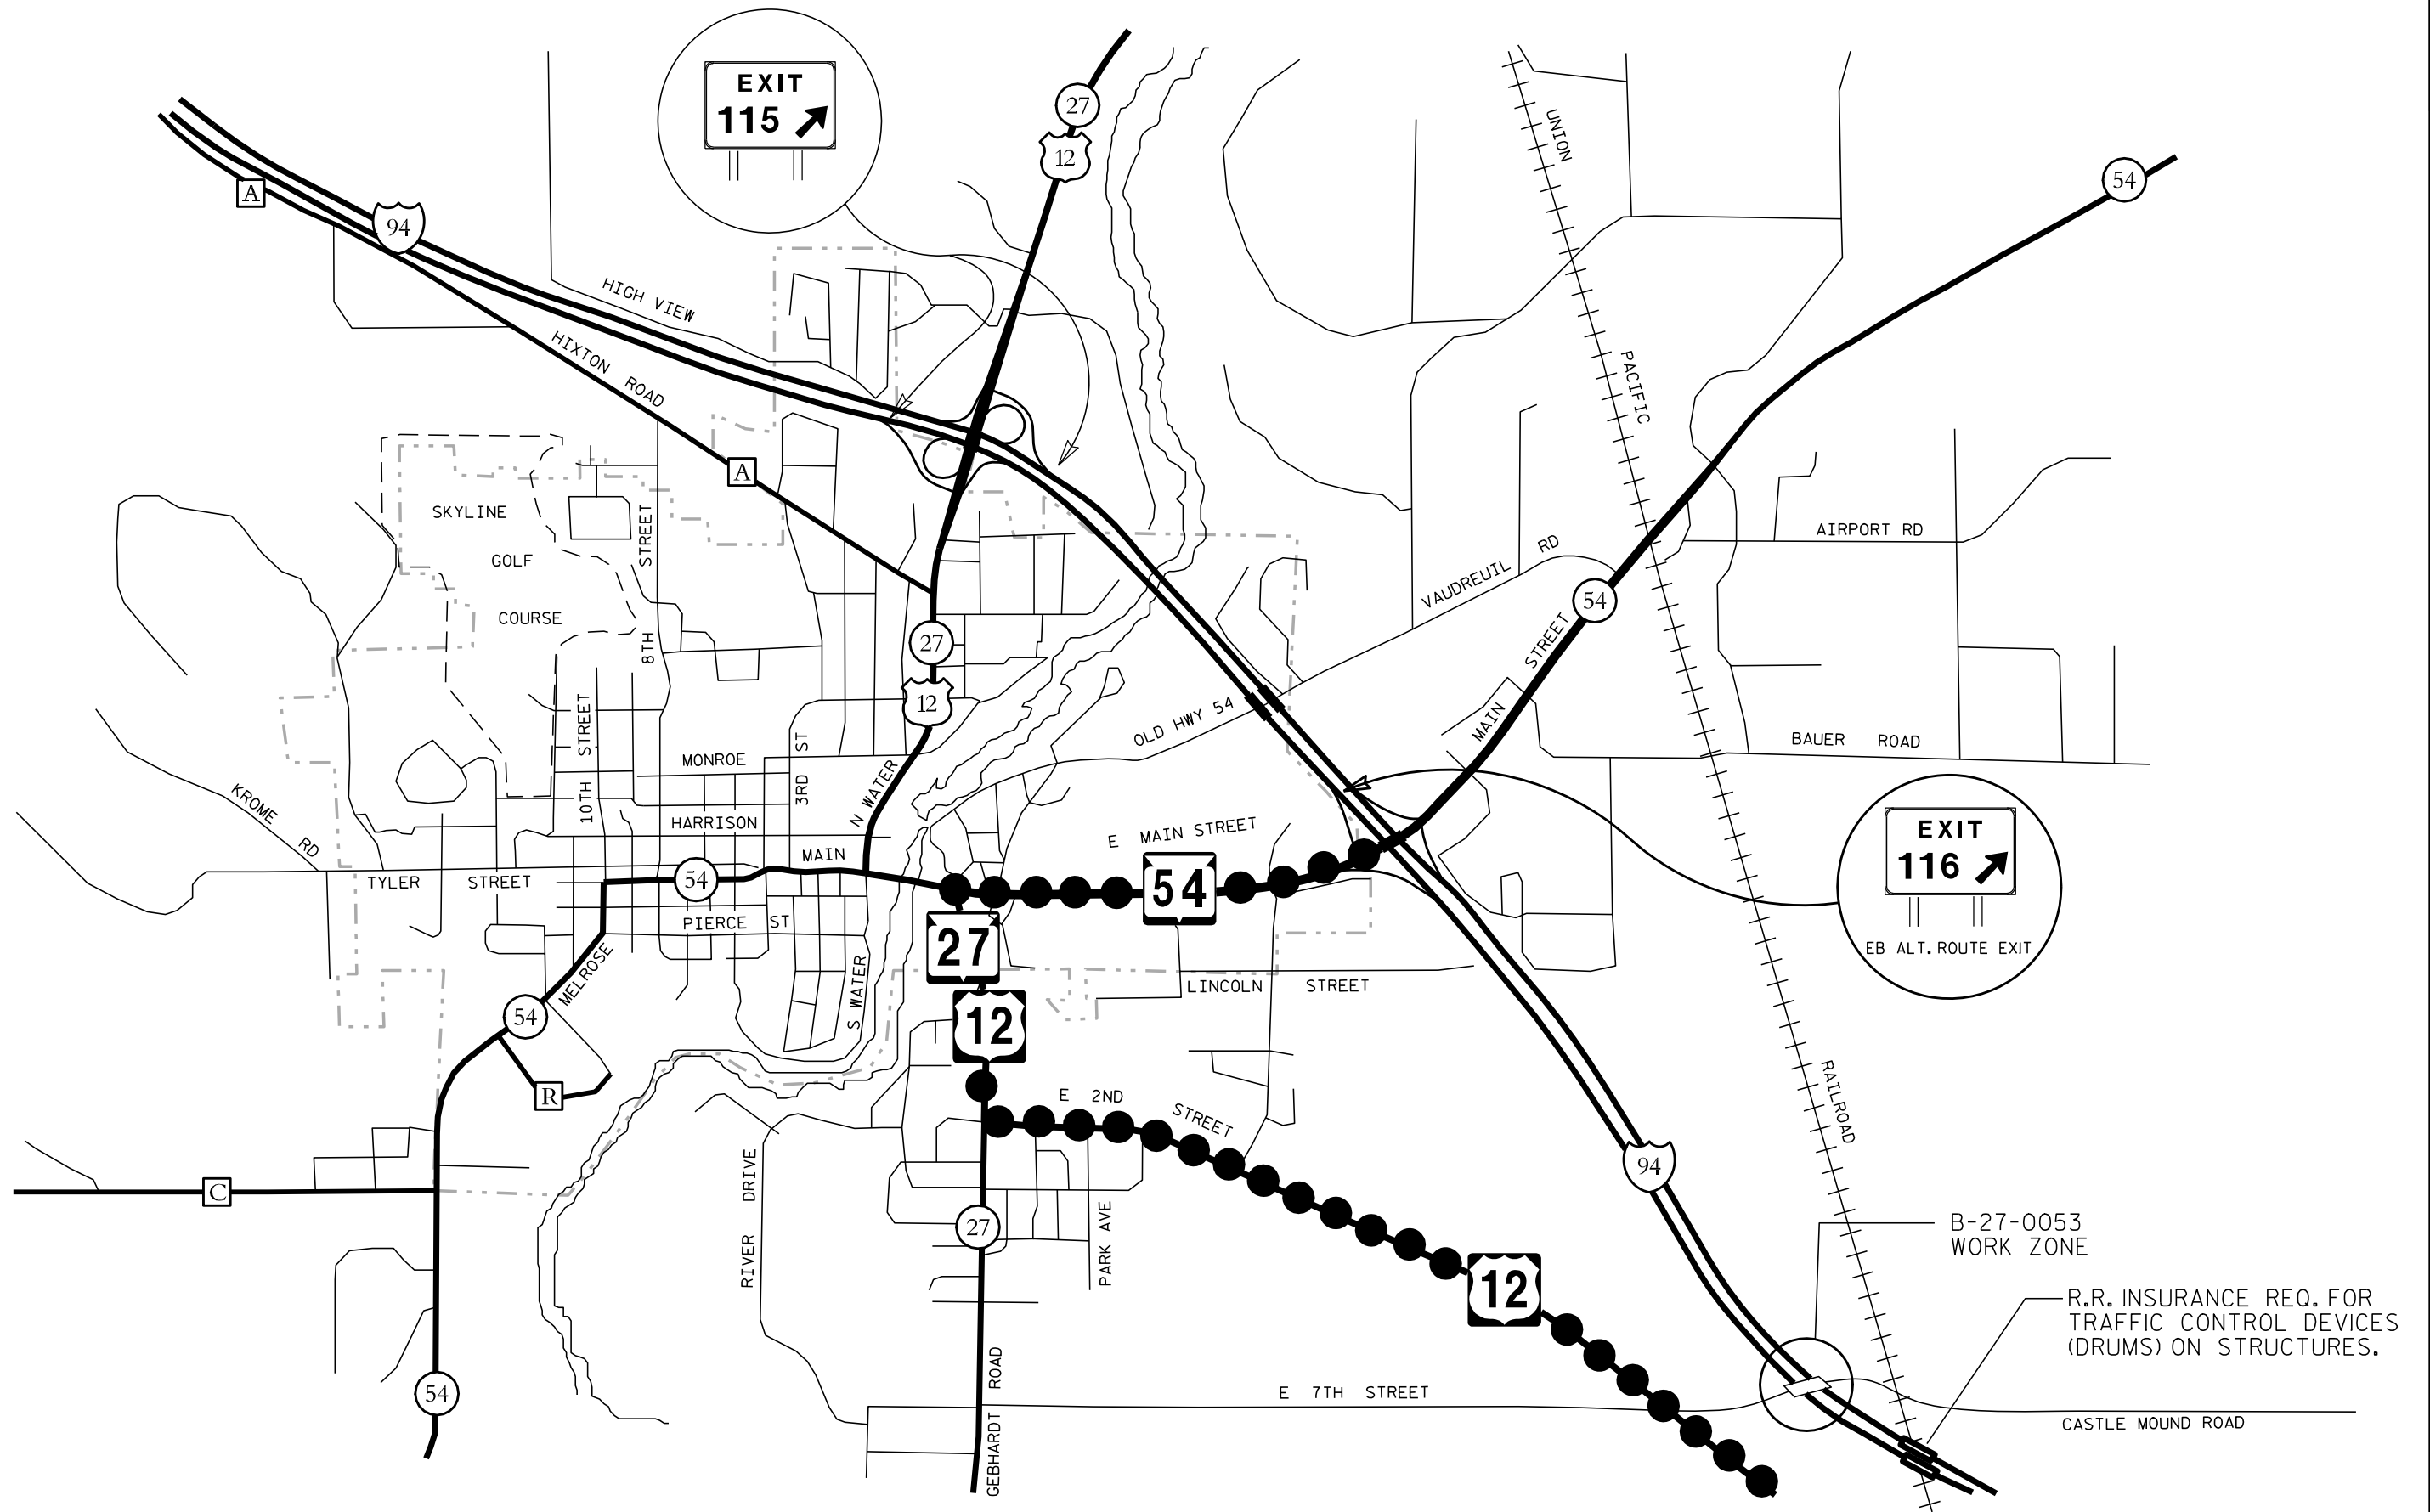 EXIT
115
27
12
54
A
94
UNION
HIGH VIEW
HIXTON ROAD
PACIFIC
A
SKYLINE
GOLF
COURSE
8TH STREET
AIRPORT RD
VAUDREUIL RD
54
27
12
MAIN STREET
OLD HWY 54
10TH STREET
MONROE
3RD ST
N WATER
BAUER ROAD
KROME RD
HARRISON
E MAIN STREET
EXIT
116
EB ALT. ROUTE EXIT
MAIN
TYLER STREET
54
54
PIERCE ST
27
MELROSE
S WATER
LINCOLN STREET
54
12
R
E 2ND STREET
RAILROAD
94
C
RIVER DRIVE
PARK AVE
27
B-27-0053
WORK ZONE
12
R.R. INSURANCE REQ. FOR
TRAFFIC CONTROL DEVICES
(DRUMS) ON STRUCTURES.
54
GEBHARDT ROAD
E 7TH STREET
CASTLE MOUND ROAD